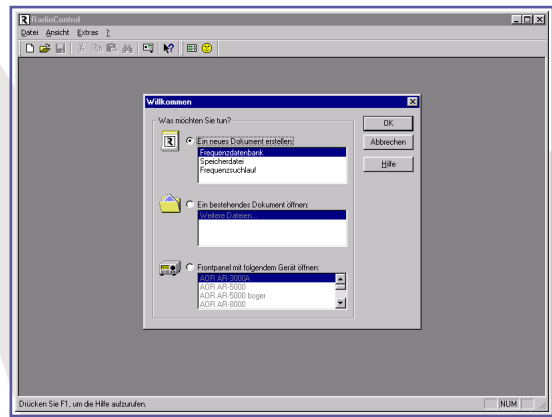 RadioControl
Datei Ansicht Extras ?
Willkommen
Was möchten Sie tun?
Ein neues Dokument erstellen:
Frequenzdatenbank
Speicherdatei
Frequenzsuchlauf
Ein bestehendes Dokument öffnen:
Weitere Dateien...
Frontpanel mit folgendem Gerät öffnen:
AOR AR-3000A
AOR AR-5000
AOR AR-5000 boger
AOR AR-8000
OK
Abbrechen
Hilfe
Drücken Sie F1, um die Hilfe aufzurufen.
NUM